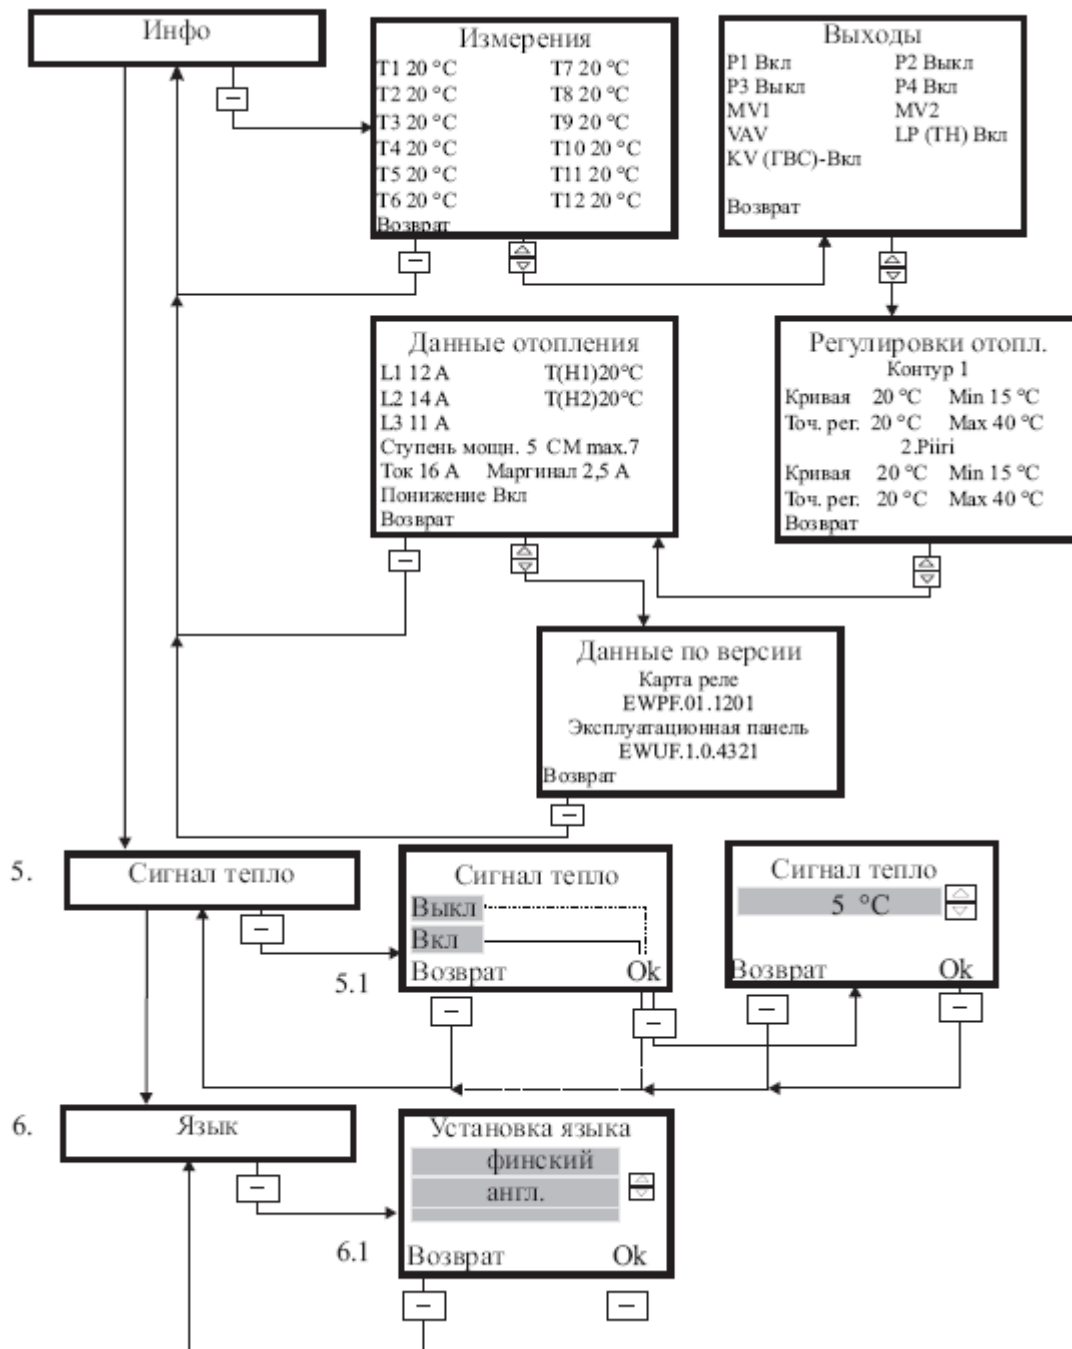 Инфо
Измерения
T1 20 °C T7 20 °C
T2 20 °C T8 20 °C
T3 20 °C T9 20 °C
T4 20 °C T10 20 °C
T5 20 °C T11 20 °C
T6 20 °C T12 20 °C
Возврат
Выходы
P1 Вкл P2 Выкл
P3 Выкл P4 Вкл
MV1 MV2
VAV LP (ТН) Вкл
KV (ГВС)-Вкл
Возврат
Данные отопления
L1 12 A T(H1)20°C
L2 14 A T(H2)20°C
L3 11 A
Ступень мощн. 5 СМ max.7
Ток 16 А Маргинал 2,5 А
Понижение Вкл
Возврат
Регулировки отопл.
Контур 1
Кривая 20 °C Min 15 °C
Точ. рег. 20 °C Max 40 °C
2.Piiri
Кривая 20 °C Min 15 °C
Точ. рег. 20 °C Max 40 °C
Возврат
Данные по версии
Карта реле
EWPF.01.1201
Эксплуатационная панель
EWUF.1.0.4321
Возврат
5.
Сигнал тепло
5.1
Сигнал тепло
Выкл
Вкл
Возврат Ok
Сигнал тепло
5 °C
Возврат Ok
6.
Язык
6.1
Установка языка
финский
англ.
Возврат Ok